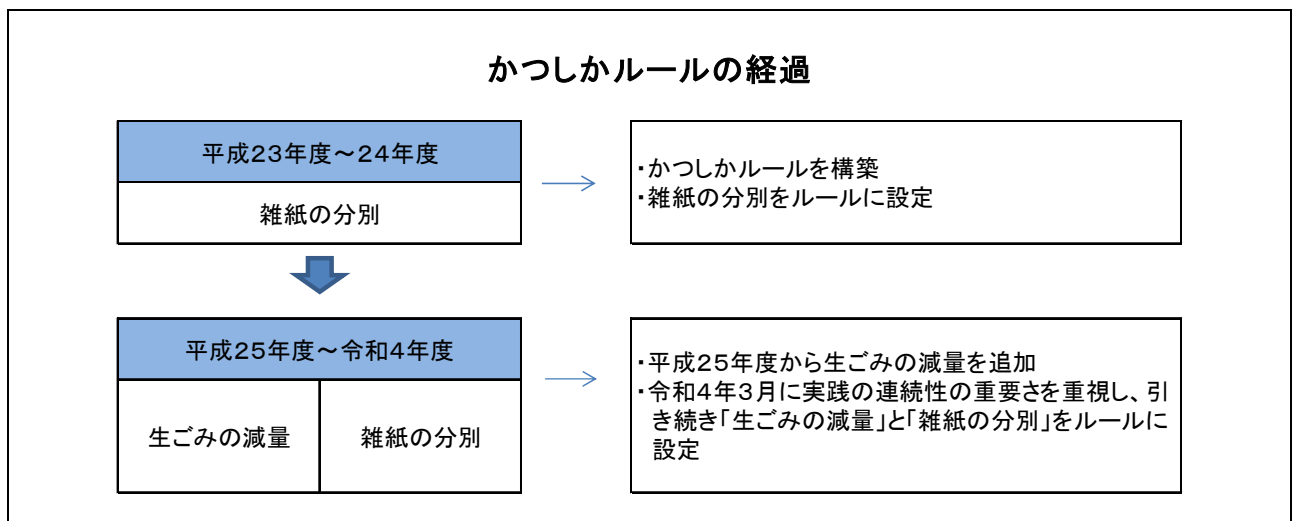 かつしかルールの経過
平成23年度～24年度
雑紙の分別
・かつしかルールを構築
・雑紙の分別をルールに設定
平成25年度～令和4年度
生ごみの減量
雑紙の分別
・平成25年度から生ごみの減量を追加
・令和4年3月に実践の連続性の重要さを重視し、引
き続き「生ごみの減量」と「雑紙の分別」をルールに
設定